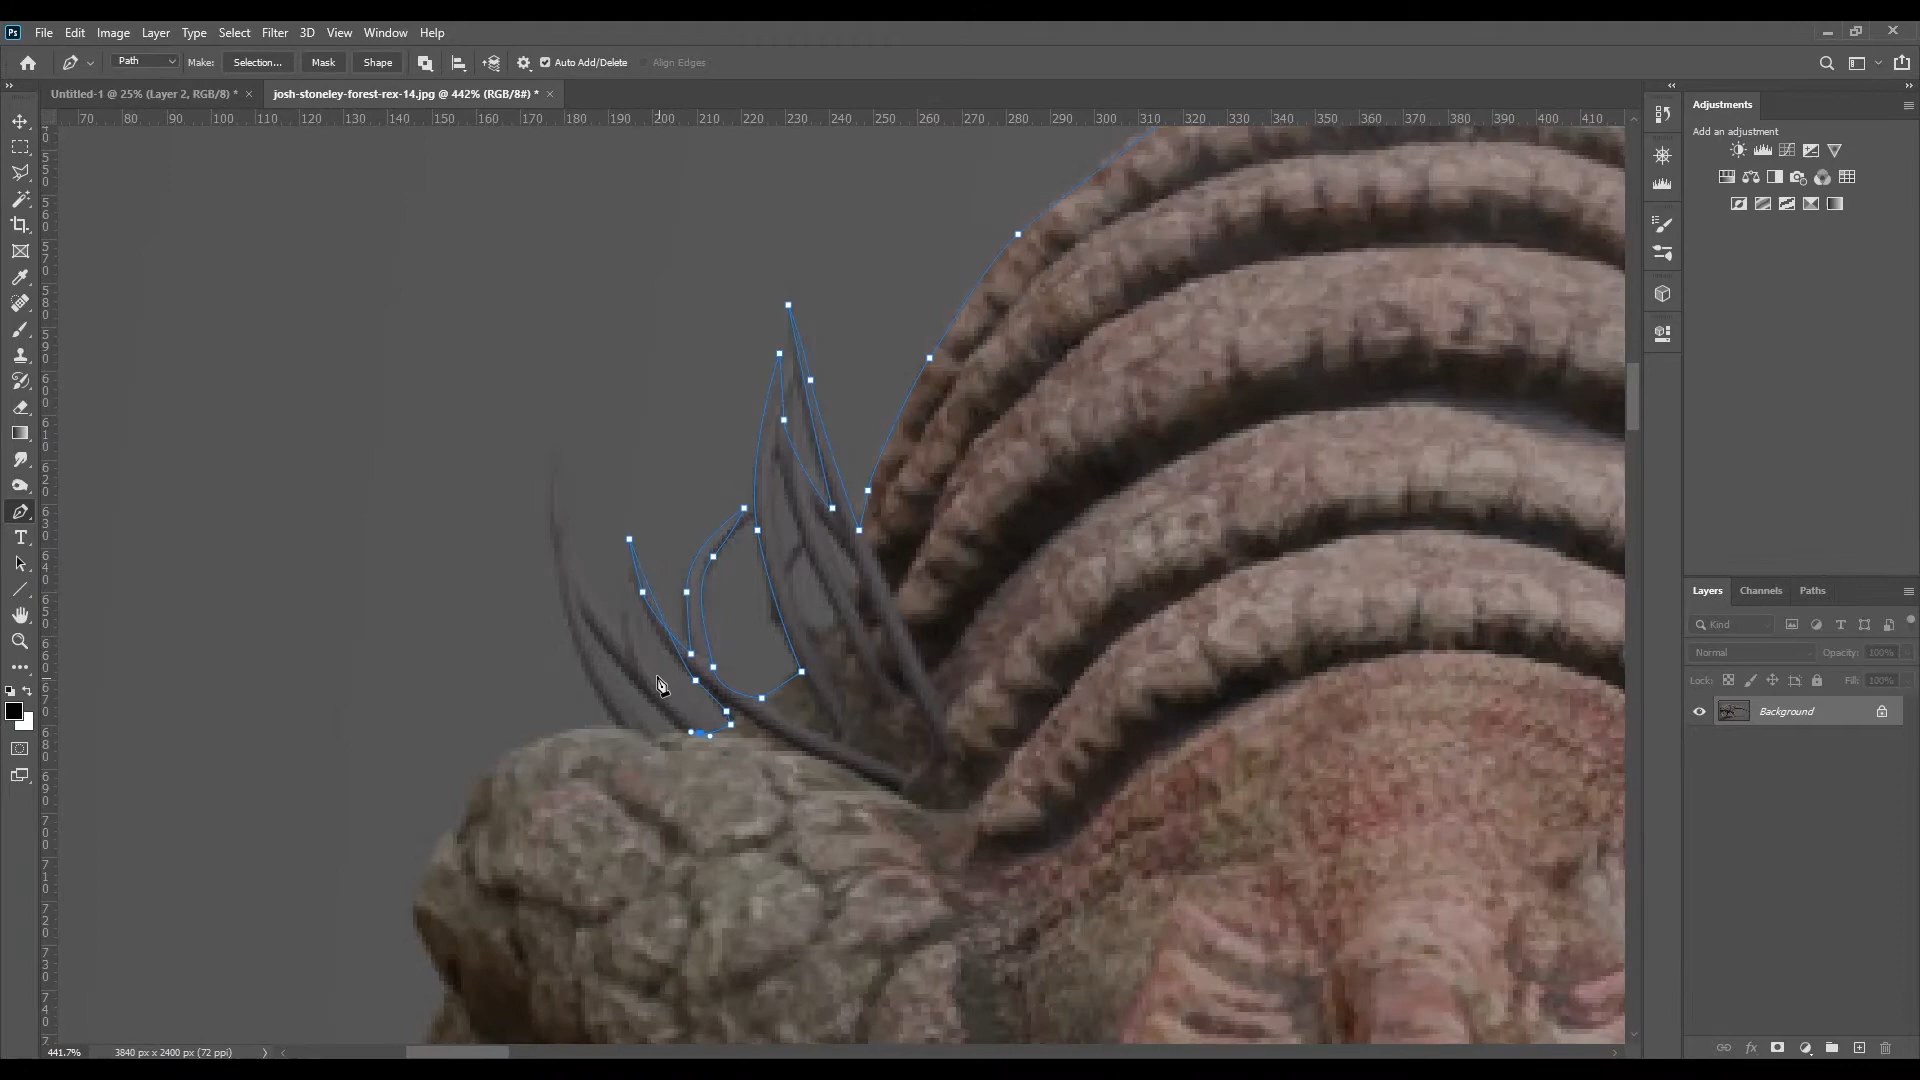 Ps File Edit Image Layer Type Select Filter 3D View Window Help
Path Make: Selection... Mask Shape Auto Add/Delete Align Edges
Untitled-1 @ 25% (Layer 2, RGB/8) * × josh-stoneley-forest-rex-14.jpg @ 442% (RGB/8#) * ×
70 80 90 100 110 120 130 140 150 160 170 180 190 200 210 220 230 240 250 260 270 280 290 300 310 320 330 340 350 360 370 380 390 400 410
Adjustments
Add an adjustment
Layers Channels Paths
Kind
Normal Opacity: 100%
Lock: Fill: 100%
Background
441.7% 3840 px x 2400 px (72 ppi)